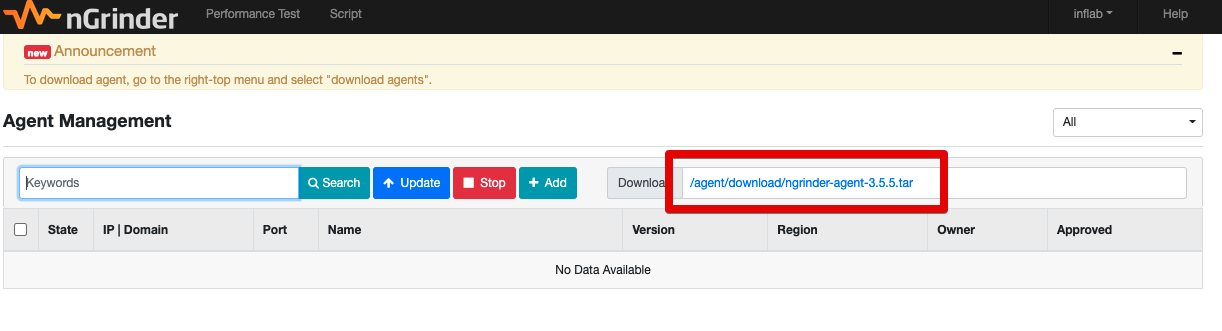 nGrinder Performance Test Script inflab Help
new Announcement
To download agent, go to the right-top menu and select "download agents".
Agent Management All
Keywords Search Update Stop Add Downloa /agent/download/ngrinder-agent-3.5.5.tar
State IP | Domain Port Name Version Region Owner Approved
No Data Available